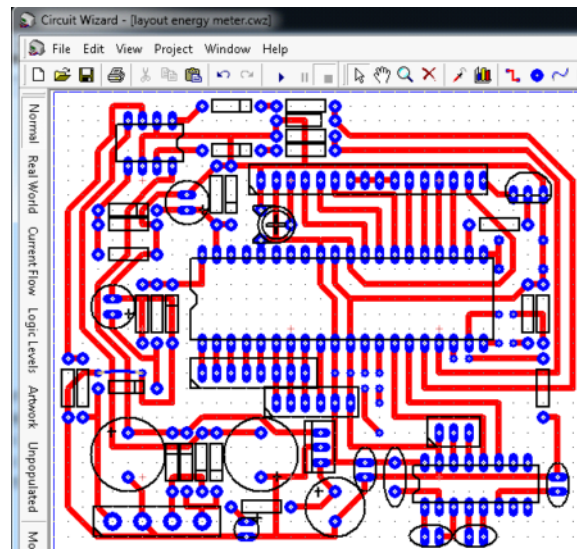 Circuit Wizard - [layout energy meter.cwz]
File Edit View Project Window Help
Normal
Real World
Current Flow
Logic Levels
Artwork
Unpopulated